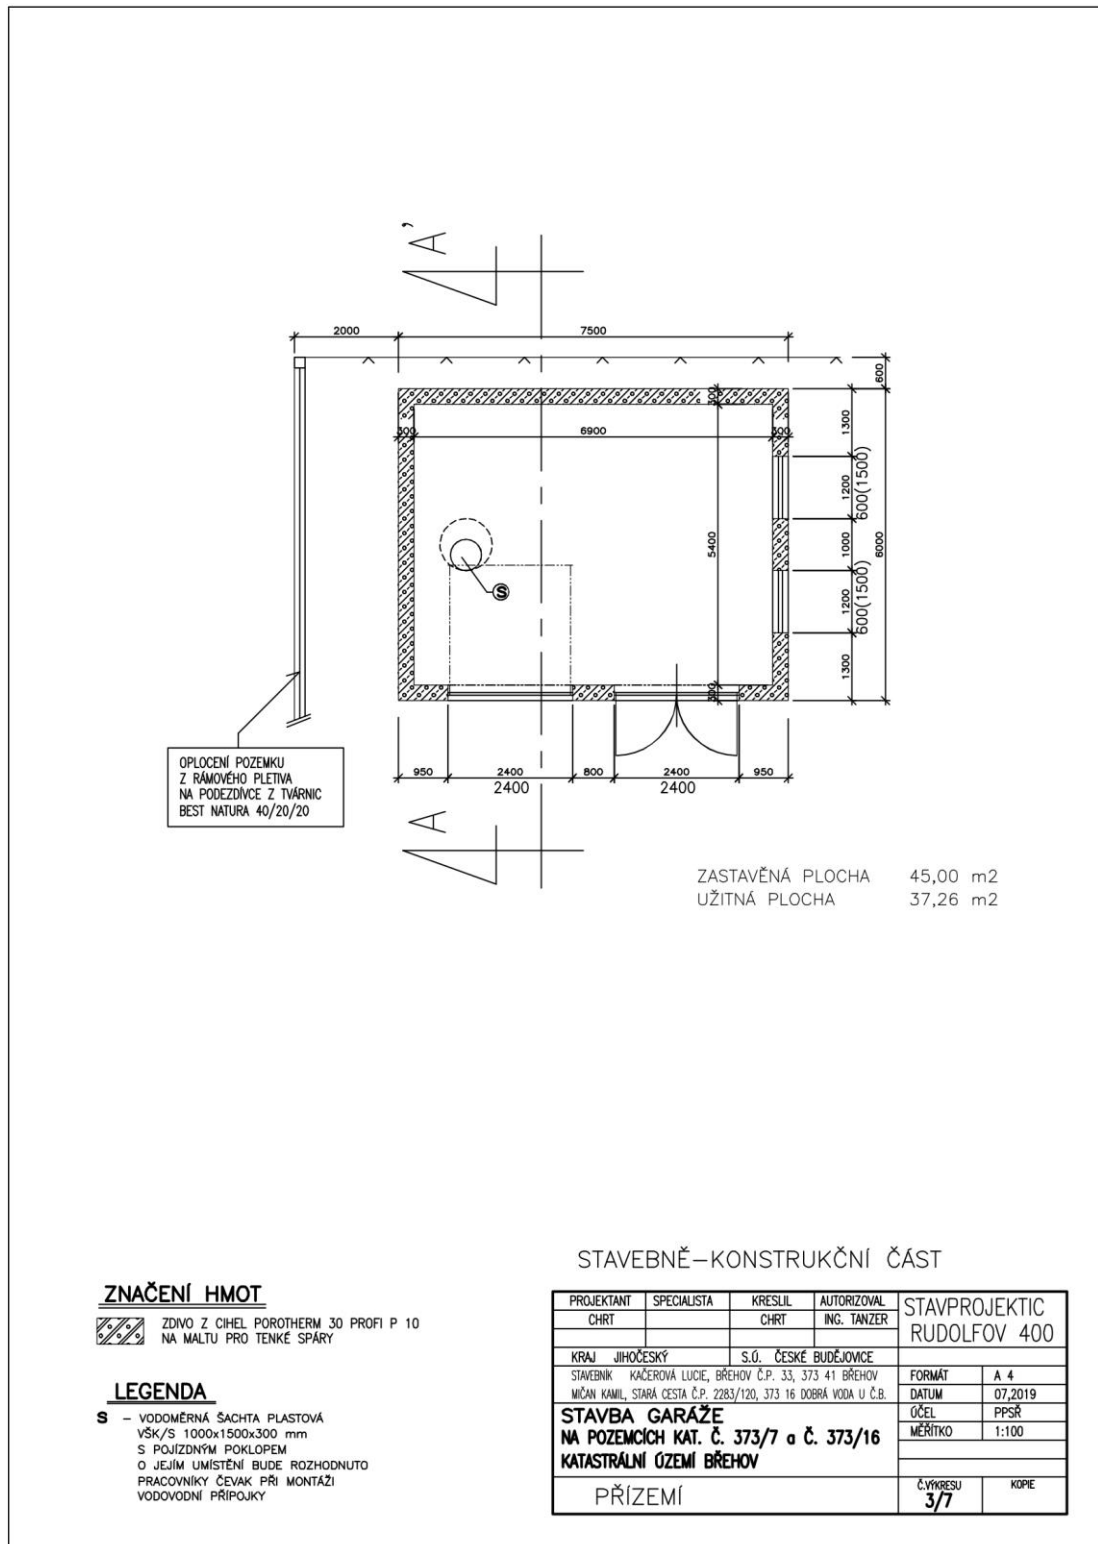 A'
2000
7500
600
300
300
6900
300
1300
1200
600(1500)
1000
5400
6000
1200
600(1500)
1300
S
300
950
2400
800
2400
950
2400
2400
OPLOCENÍ POZEMKU
Z RÁMOVÉHO PLETIVA
NA PODEZDÍVCE Z TVÁRNIC
BEST NATURA 40/20/20
A
ZASTAVĚNÁ PLOCHA 45,00 m2
UŽITNÁ PLOCHA 37,26 m2
STAVEBNĚ-KONSTRUKČNÍ ČÁST
ZNAČENÍ HMOT
ZDIVO Z CIHEL POROTHERM 30 PROFI P 10
NA MALTU PRO TENKÉ SPÁRY
LEGENDA
S - VODOMĚRNÁ ŠACHTA PLASTOVÁ
VŠK/S 1000x1500x300 mm
S POJÍZDNÝM POKLOPEM
O JEJÍM UMISTĚNÍ BUDE ROZHODNUTO
PRACOVNÍKY ČEVAK PŘI MONTÁŽI
VODOVODNÍ PŘÍPOJKY
PROJEKTANT SPECIALISTA KRESLIL AUTORIZOVAL
CHRT CHRT ING. TANZER
STAVPROJEKTIC
RUDOLFOV 400
KRAJ JIHOČESKÝ S.Ú. ČESKÉ BUDĚJOVICE
STAVEBNÍK KAČEROVÁ LUCIE, BŘEHOV Č.P. 33, 373 41 BŘEHOV
MIČAN KAMIL, STARÁ CESTA Č.P. 2283/120, 373 16 DOBRÁ VODA U Č.B.
FORMÁT A 4
DATUM 07,2019
ÚČEL PPSŘ
MĚŘÍTKO 1:100
STAVBA GARÁŽE
NA POZEMCÍCH KAT. Č. 373/7 a Č. 373/16
KATASTRÁLNÍ ÚZEMÍ BŘEHOV
PŘÍZEMÍ
Č.VÝKRESU KOPIE
3/7